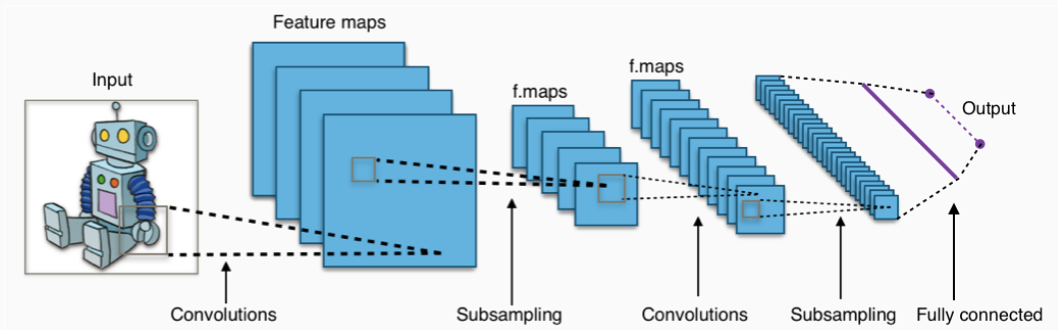 Feature maps
Input
f.maps
f.maps
Output
Convolutions
Subsampling
Convolutions
Subsampling
Fully connected